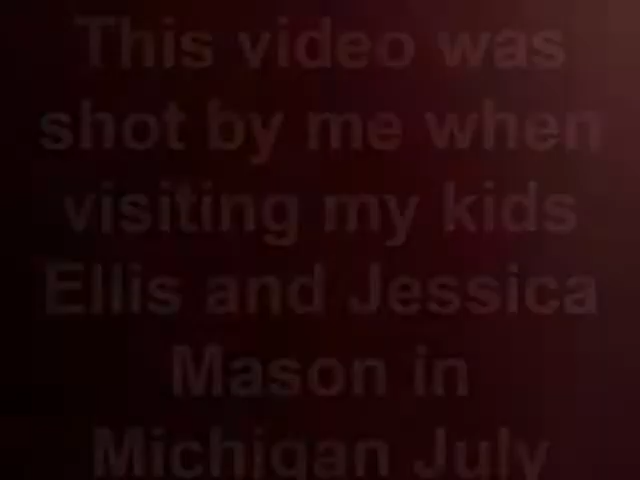 This video was
shot by me when
visiting my kids
Ellis and Jessica
Mason in
Michigan July